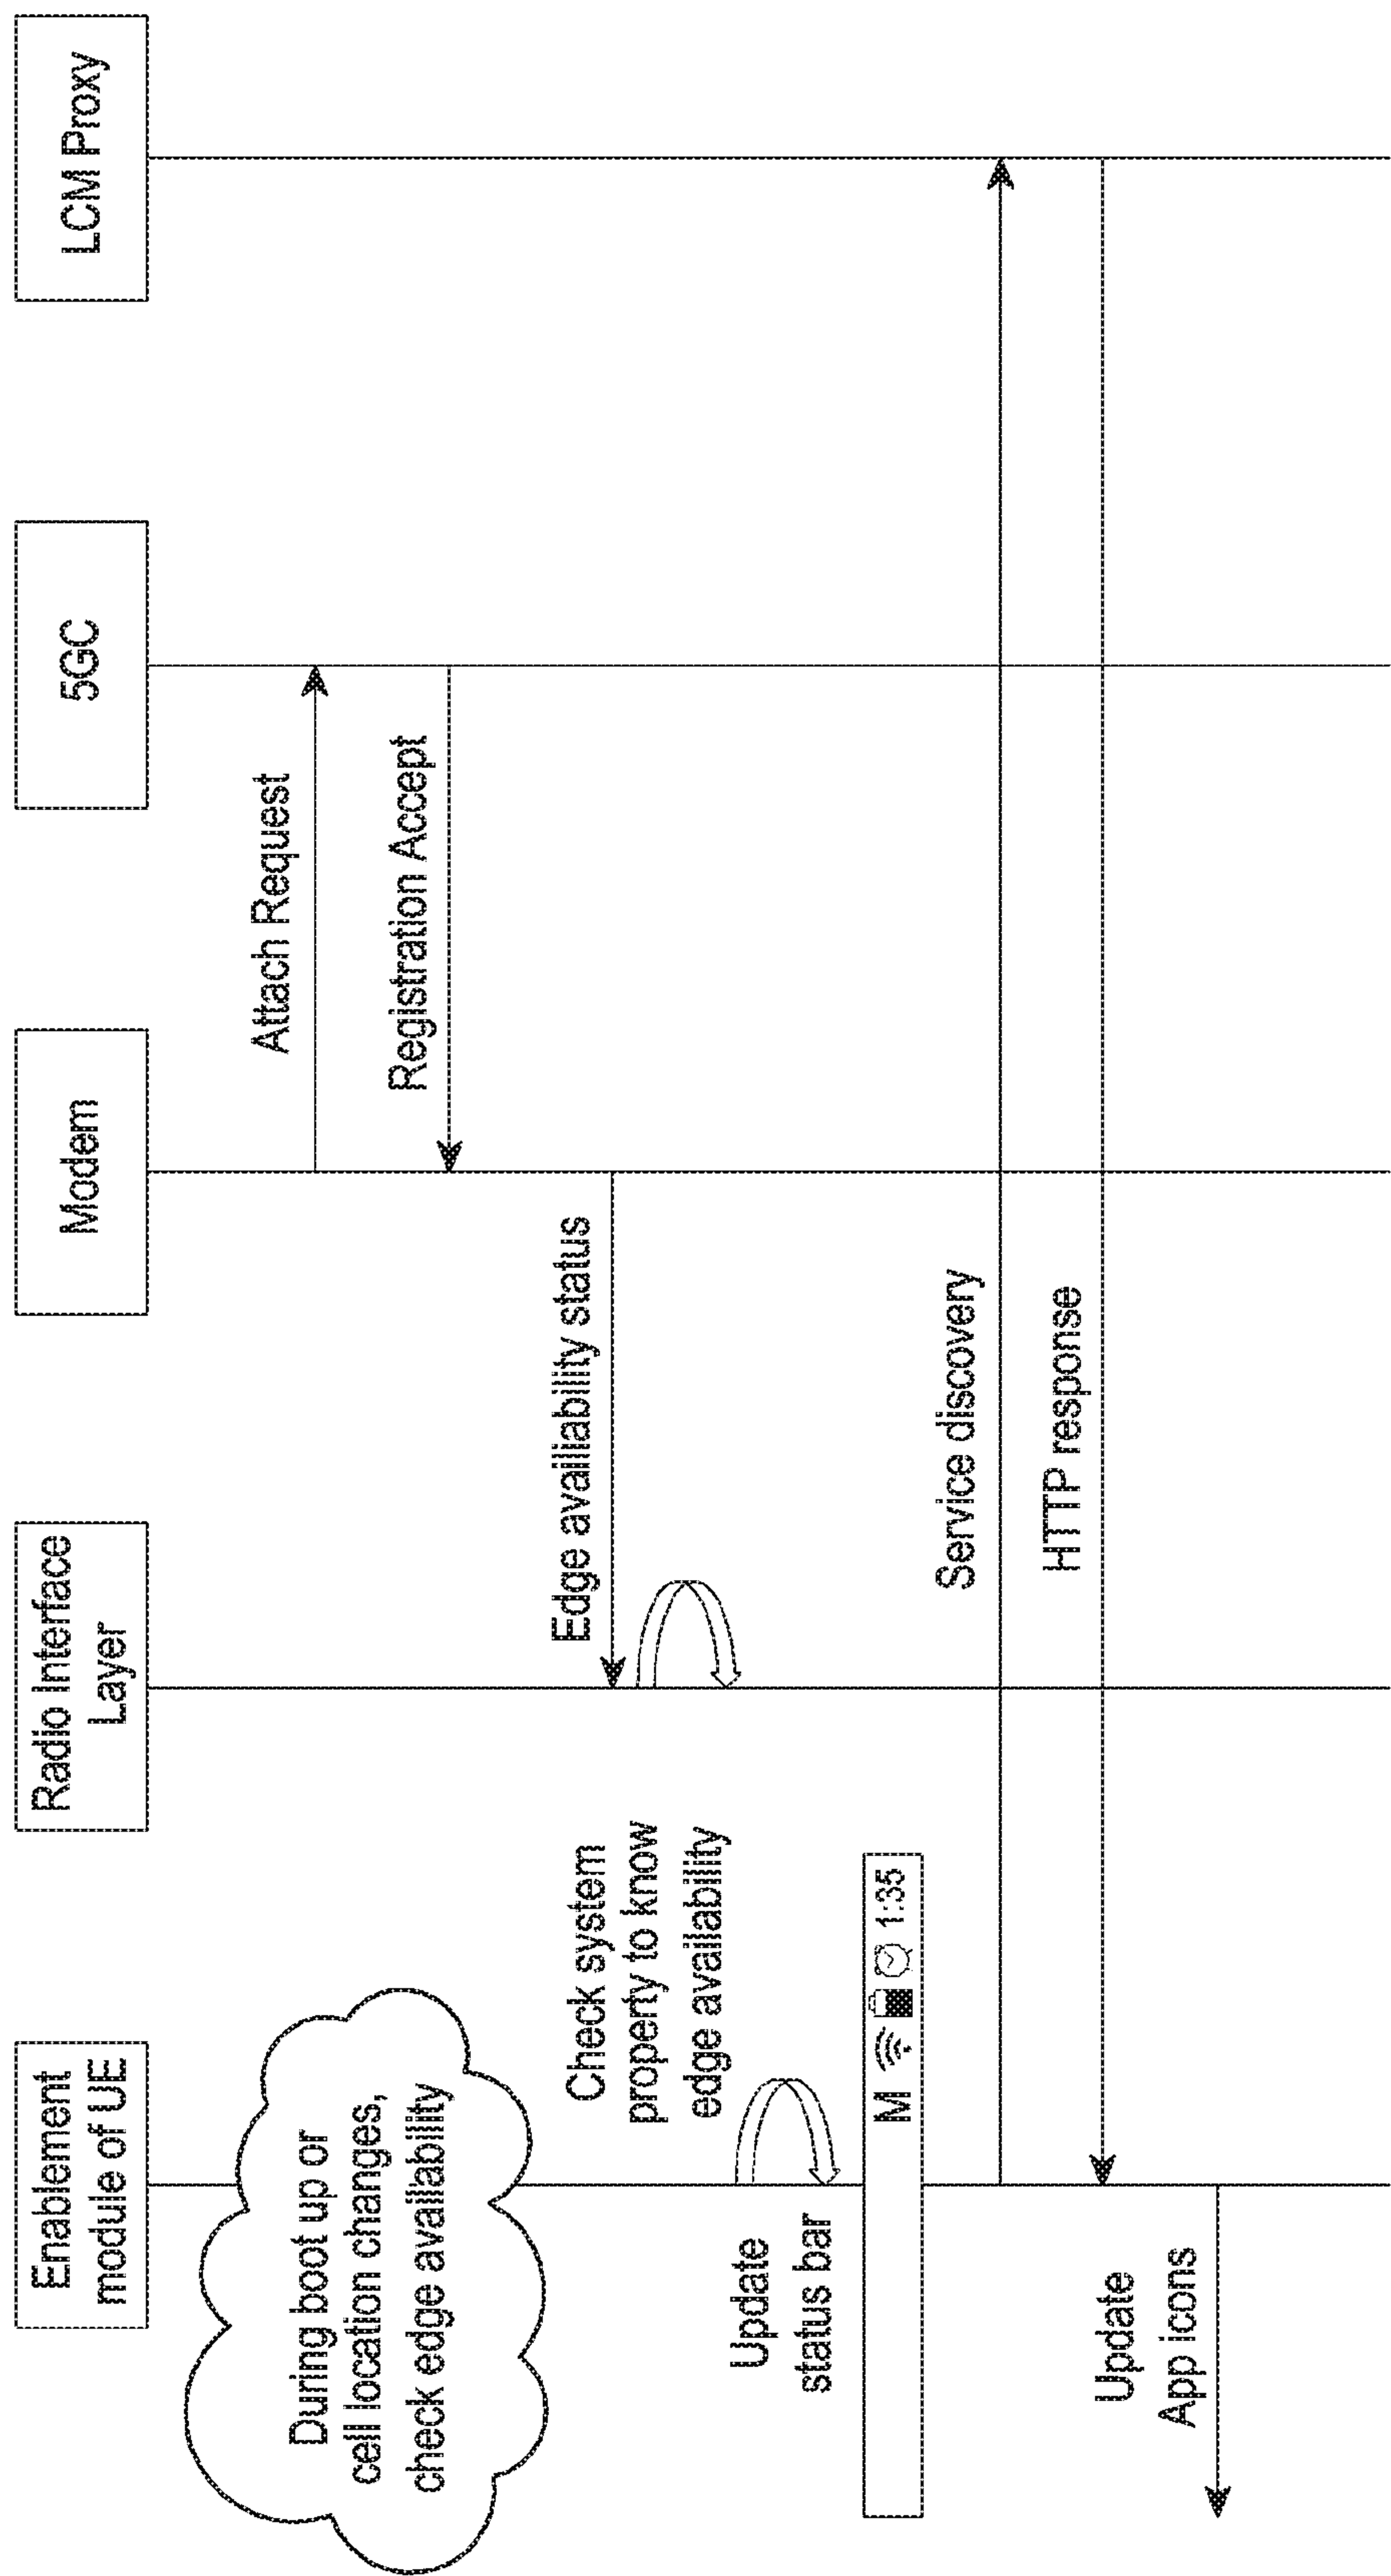 Enablement
module of UE
Radio Interface
Layer
Modem
5GC
LCM Proxy
During boot up or
cell location changes,
check edge availability
Attach Request
Registration Accept
Edge availiability status
Check system
property to know
edge availability
Update
status bar
M 1:35
Service discovery
HTTP response
Update
App icons